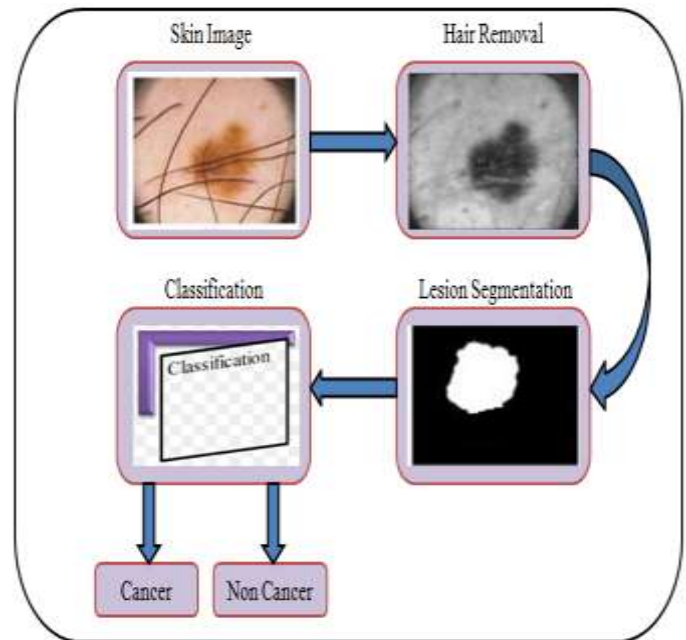 Skin Image
Hair Removal
Classification
Lesion Segmentation
Classification
Cancer
Non Cancer